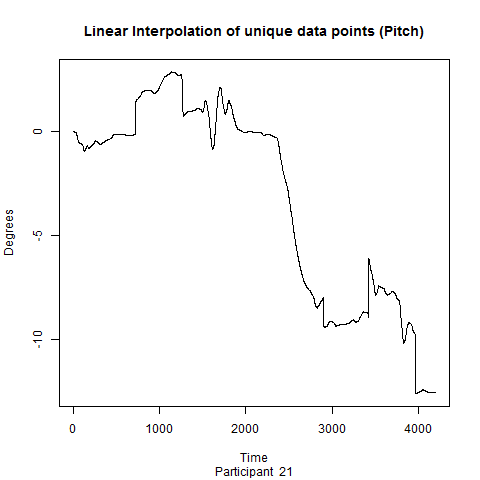 Linear Interpolation of unique data points (Pitch)
0
-5
-10
Degrees
0 1000 2000 3000 4000
Time
Participant 21